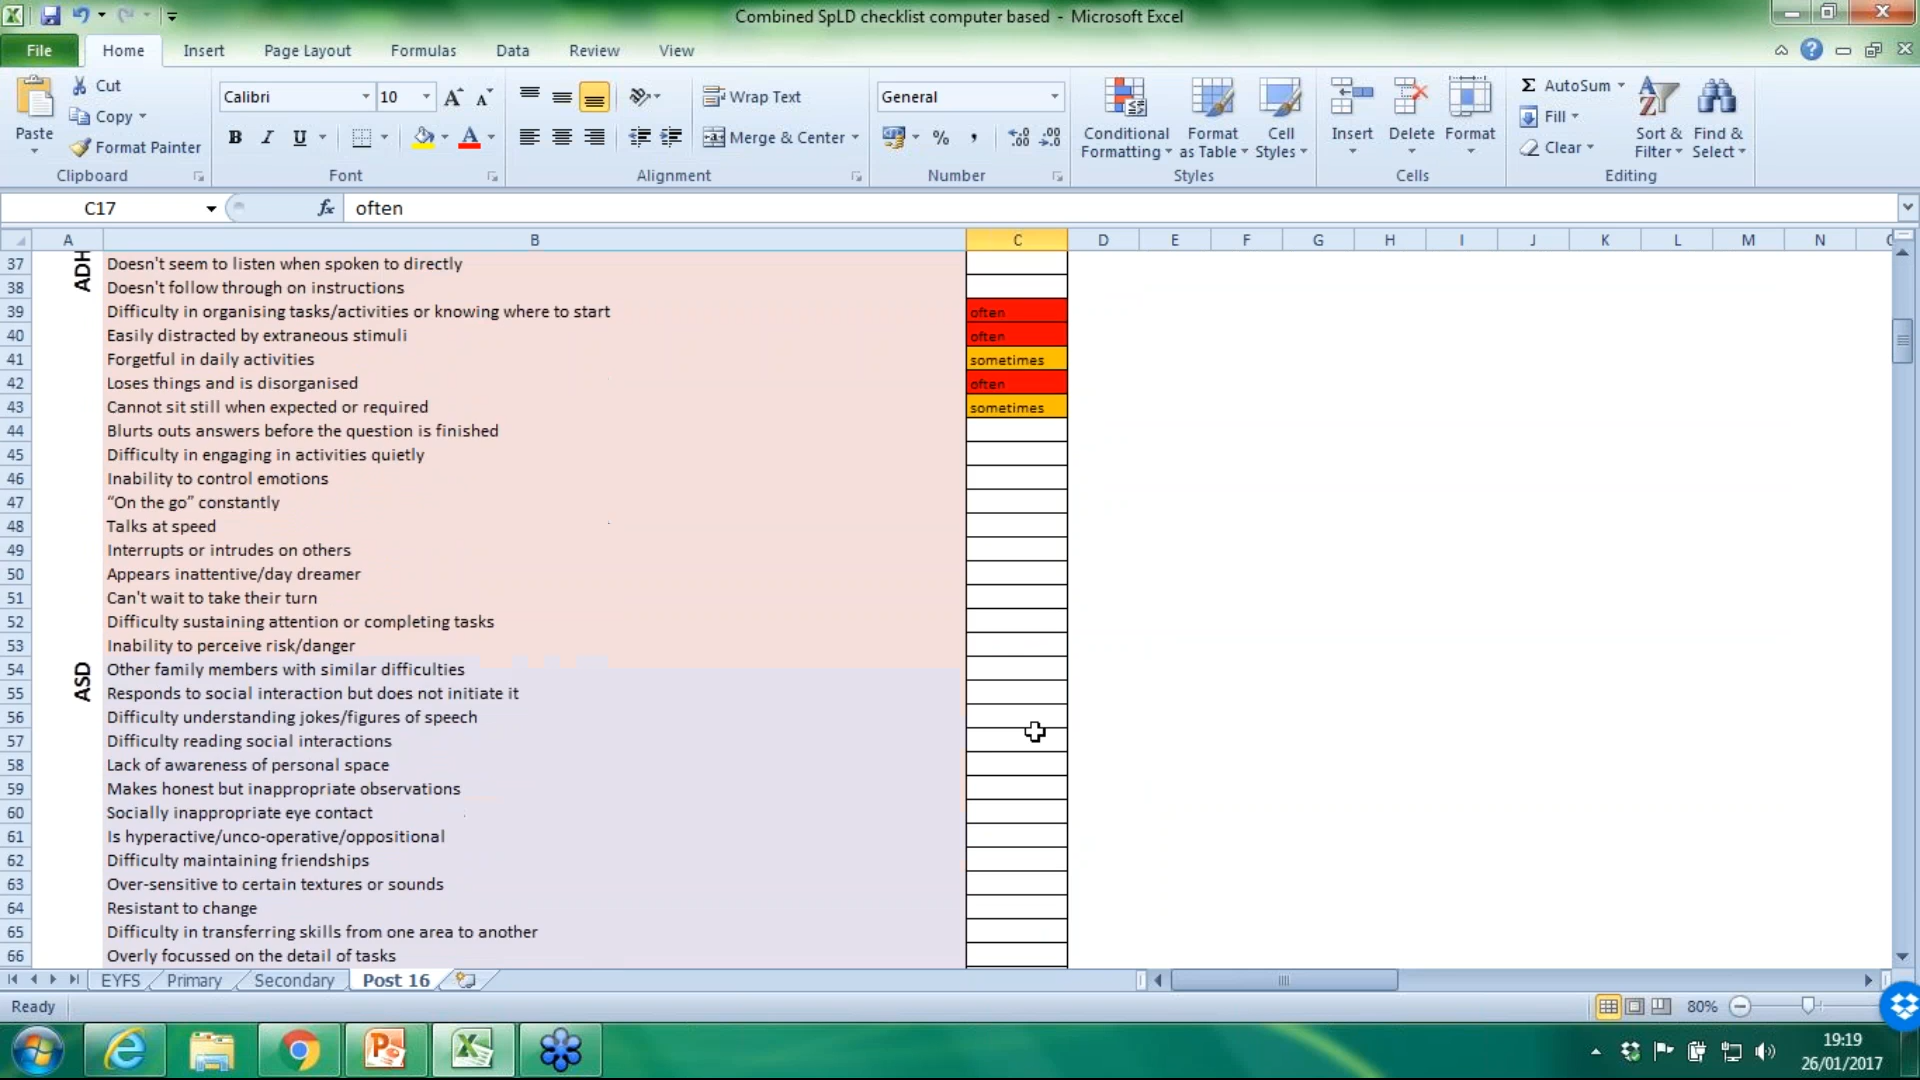 Combined SpLD checklist computer based - Microsoft Excel
File Home Insert Page Layout Formulas Data Review View
Paste
Cut
Copy
Format Painter
Clipboard
Calibri 10
B I U
Font
Wrap Text
Merge & Center
Alignment
General
Number
Conditional Formatting
Format as Table
Cell Styles
Styles
Insert Delete Format
Cells
AutoSum
Fill
Clear
Sort & Filter
Find & Select
Editing
C17 fx often
A B C D E F G H I J K L M N
ADH
37 Doesn't seem to listen when spoken to directly
38 Doesn't follow through on instructions
39 Difficulty in organising tasks/activities or knowing where to start often
40 Easily distracted by extraneous stimuli often
41 Forgetful in daily activities sometimes
42 Loses things and is disorganised often
43 Cannot sit still when expected or required sometimes
44 Blurts outs answers before the question is finished
45 Difficulty in engaging in activities quietly
46 Inability to control emotions
47 “On the go” constantly
48 Talks at speed
49 Interrupts or intrudes on others
50 Appears inattentive/day dreamer
51 Can't wait to take their turn
52 Difficulty sustaining attention or completing tasks
53 Inability to perceive risk/danger
ASD
54 Other family members with similar difficulties
55 Responds to social interaction but does not initiate it
56 Difficulty understanding jokes/figures of speech
57 Difficulty reading social interactions
58 Lack of awareness of personal space
59 Makes honest but inappropriate observations
60 Socially inappropriate eye contact
61 Is hyperactive/unco-operative/oppositional
62 Difficulty maintaining friendships
63 Over-sensitive to certain textures or sounds
64 Resistant to change
65 Difficulty in transferring skills from one area to another
66 Overly focussed on the detail of tasks
EYFS Primary Secondary Post 16
Ready 80%
19:19
26/01/2017